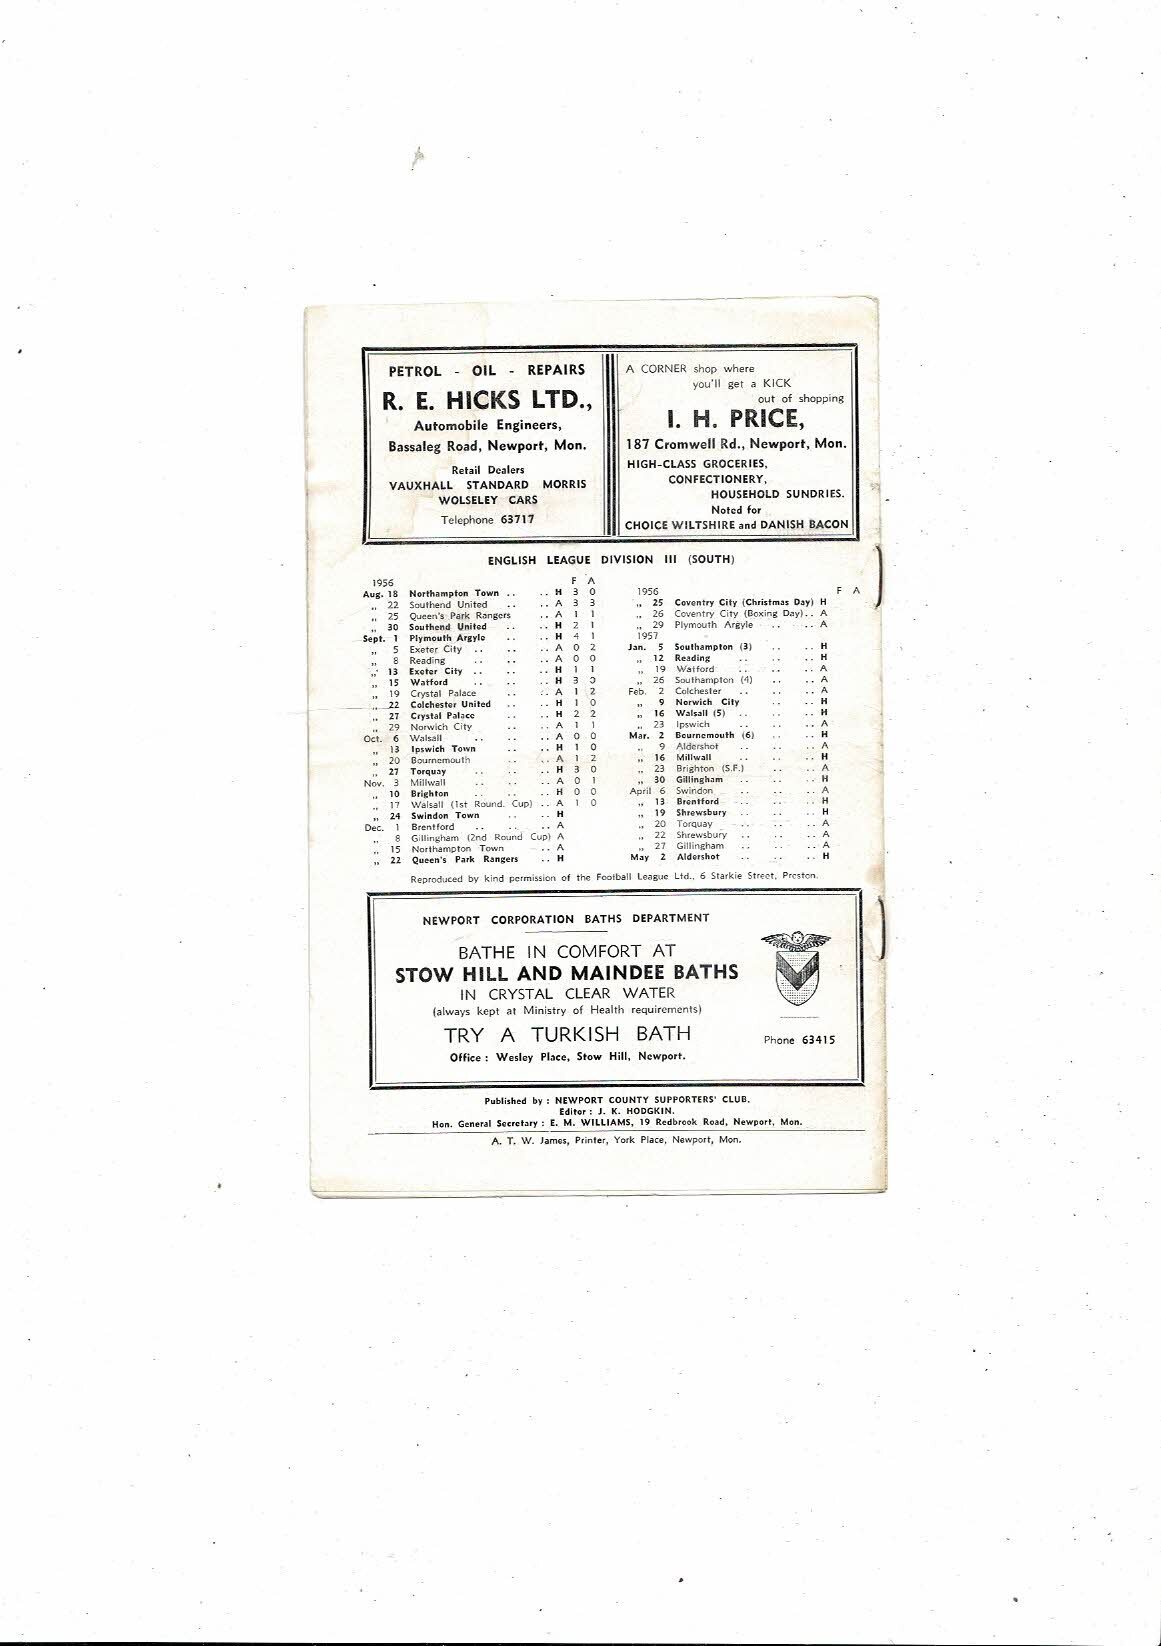 PETROL - OIL - REPAIRS
R. E. HICKS LTD.,
Automobile Engineers,
Bassaleg Road, Newport, Mon.
Retail Dealers
VAUXHALL STANDARD MORRIS
WOLSELEY CARS
Telephone 63717
A CORNER shop where
you'll get a KICK
out of shopping
I. H. PRICE,
187 Cromwell Rd., Newport, Mon.
HIGH-CLASS GROCERIES,
CONFECTIONERY,
HOUSEHOLD SUNDRIES.
Noted for
CHOICE WILTSHIRE and DANISH BACON
ENGLISH LEAGUE DIVISION III (SOUTH)
1956 F A
Aug. 18 Northampton Town .. .. H 3 0
,, 22 Southend United .. .. A 3 3
,, 25 Queen's Park Rangers .. A 1 1
,, 30 Southend United .. .. H 2 1
Sept. 1 Plymouth Argyle .. .. H 4 1
,, 5 Exeter City .. .. .. A 0 2
,, 8 Reading .. .. .. A 0 0
,, 13 Exeter City .. .. .. H 1 1
,, 15 Watford .. .. .. H 3 0
,, 19 Crystal Palace .. .. A 1 2
,, 22 Colchester United .. .. H 1 0
,, 27 Crystal Palace .. .. H 2 2
,, 29 Norwich City .. .. A 1 1
Oct. 6 Walsall .. .. .. A 0 0
,, 13 Ipswich Town .. .. H 1 0
,, 20 Bournemouth .. .. A 1 2
,, 27 Torquay .. .. .. H 3 0
Nov. 3 Millwall .. .. .. A 0 1
,, 10 Brighton .. .. .. H 0 0
,, 17 Walsall (1st Round. Cup) .. A 1 0
,, 24 Swindon Town .. .. H
Dec. 1 Brentford .. .. .. A
,, 8 Gillingham (2nd Round Cup) A
,, 15 Northampton Town .. A
,, 22 Queen's Park Rangers .. H
1956 F A
,, 25 Coventry City (Christmas Day) H
,, 26 Coventry City (Boxing Day) .. A
,, 29 Plymouth Argyle .. .. A
1957
Jan. 5 Southampton (3) .. .. H
,, 12 Reading .. .. .. H
,, 19 Watford .. .. .. A
,, 26 Southampton (4) .. .. A
Feb. 2 Colchester .. .. .. A
,, 9 Norwich City .. .. H
,, 16 Walsall (5) .. .. .. H
,, 23 Ipswich .. .. .. A
Mar. 2 Bournemouth (6) .. .. H
,, 9 Aldershot .. .. .. A
,, 16 Millwall .. .. .. H
,, 23 Brighton (S.F.) .. .. A
,, 30 Gillingham .. .. .. H
April 6 Swindon .. .. .. A
,, 13 Brentford .. .. .. H
,, 19 Shrewsbury .. .. .. H
,, 20 Torquay .. .. .. A
,, 22 Shrewsbury .. .. .. A
,, 27 Gillingham .. .. .. A
May 2 Aldershot .. .. .. H
Reproduced by kind permission of the Football League Ltd., 6 Starkie Street, Preston.
NEWPORT CORPORATION BATHS DEPARTMENT
BATHE IN COMFORT AT
STOW HILL AND MAINDEE BATHS
IN CRYSTAL CLEAR WATER
(always kept at Ministry of Health requirements)
TRY A TURKISH BATH
Office : Wesley Place, Stow Hill, Newport.
Phone 63415
Published by : NEWPORT COUNTY SUPPORTERS' CLUB.
Editor : J. K. HODGKIN.
Hon. General Secretary : E. M. WILLIAMS, 19 Redbrook Road, Newport, Mon.
A. T. W. James, Printer, York Place, Newport, Mon.